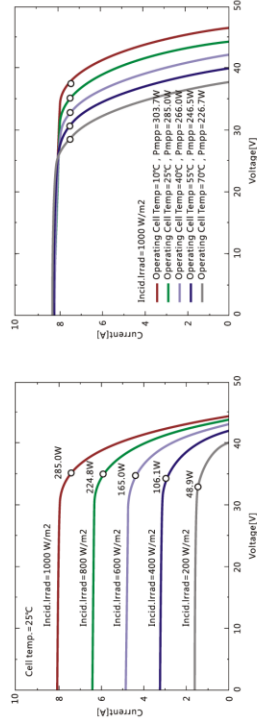 Cell temp.=25℃
Incid.Irrad=1000 W/m2
285.0W
Incid.Irrad=800 W/m2
224.8W
Incid.Irrad=600 W/m2
165.0W
Incid.Irrad=400 W/m2
106.1W
Incid.Irrad=200 W/m2
48.9W
Current[A]
10
8
6
4
2
0
0
10
20
30
40
50
Voltage[V]
Incid.Irrad=1000 W/m2
Operating Cell Temp=10℃ , Pmpp=303.7W
Operating Cell Temp=25℃ , Pmpp=285.0W
Operating Cell Temp=40℃ , Pmpp=266.0W
Operating Cell Temp=55℃ , Pmpp=246.5W
Operating Cell Temp=70℃ , Pmpp=226.7W
Current[A]
10
8
6
4
2
0
0
10
20
30
40
50
Voltage[V]